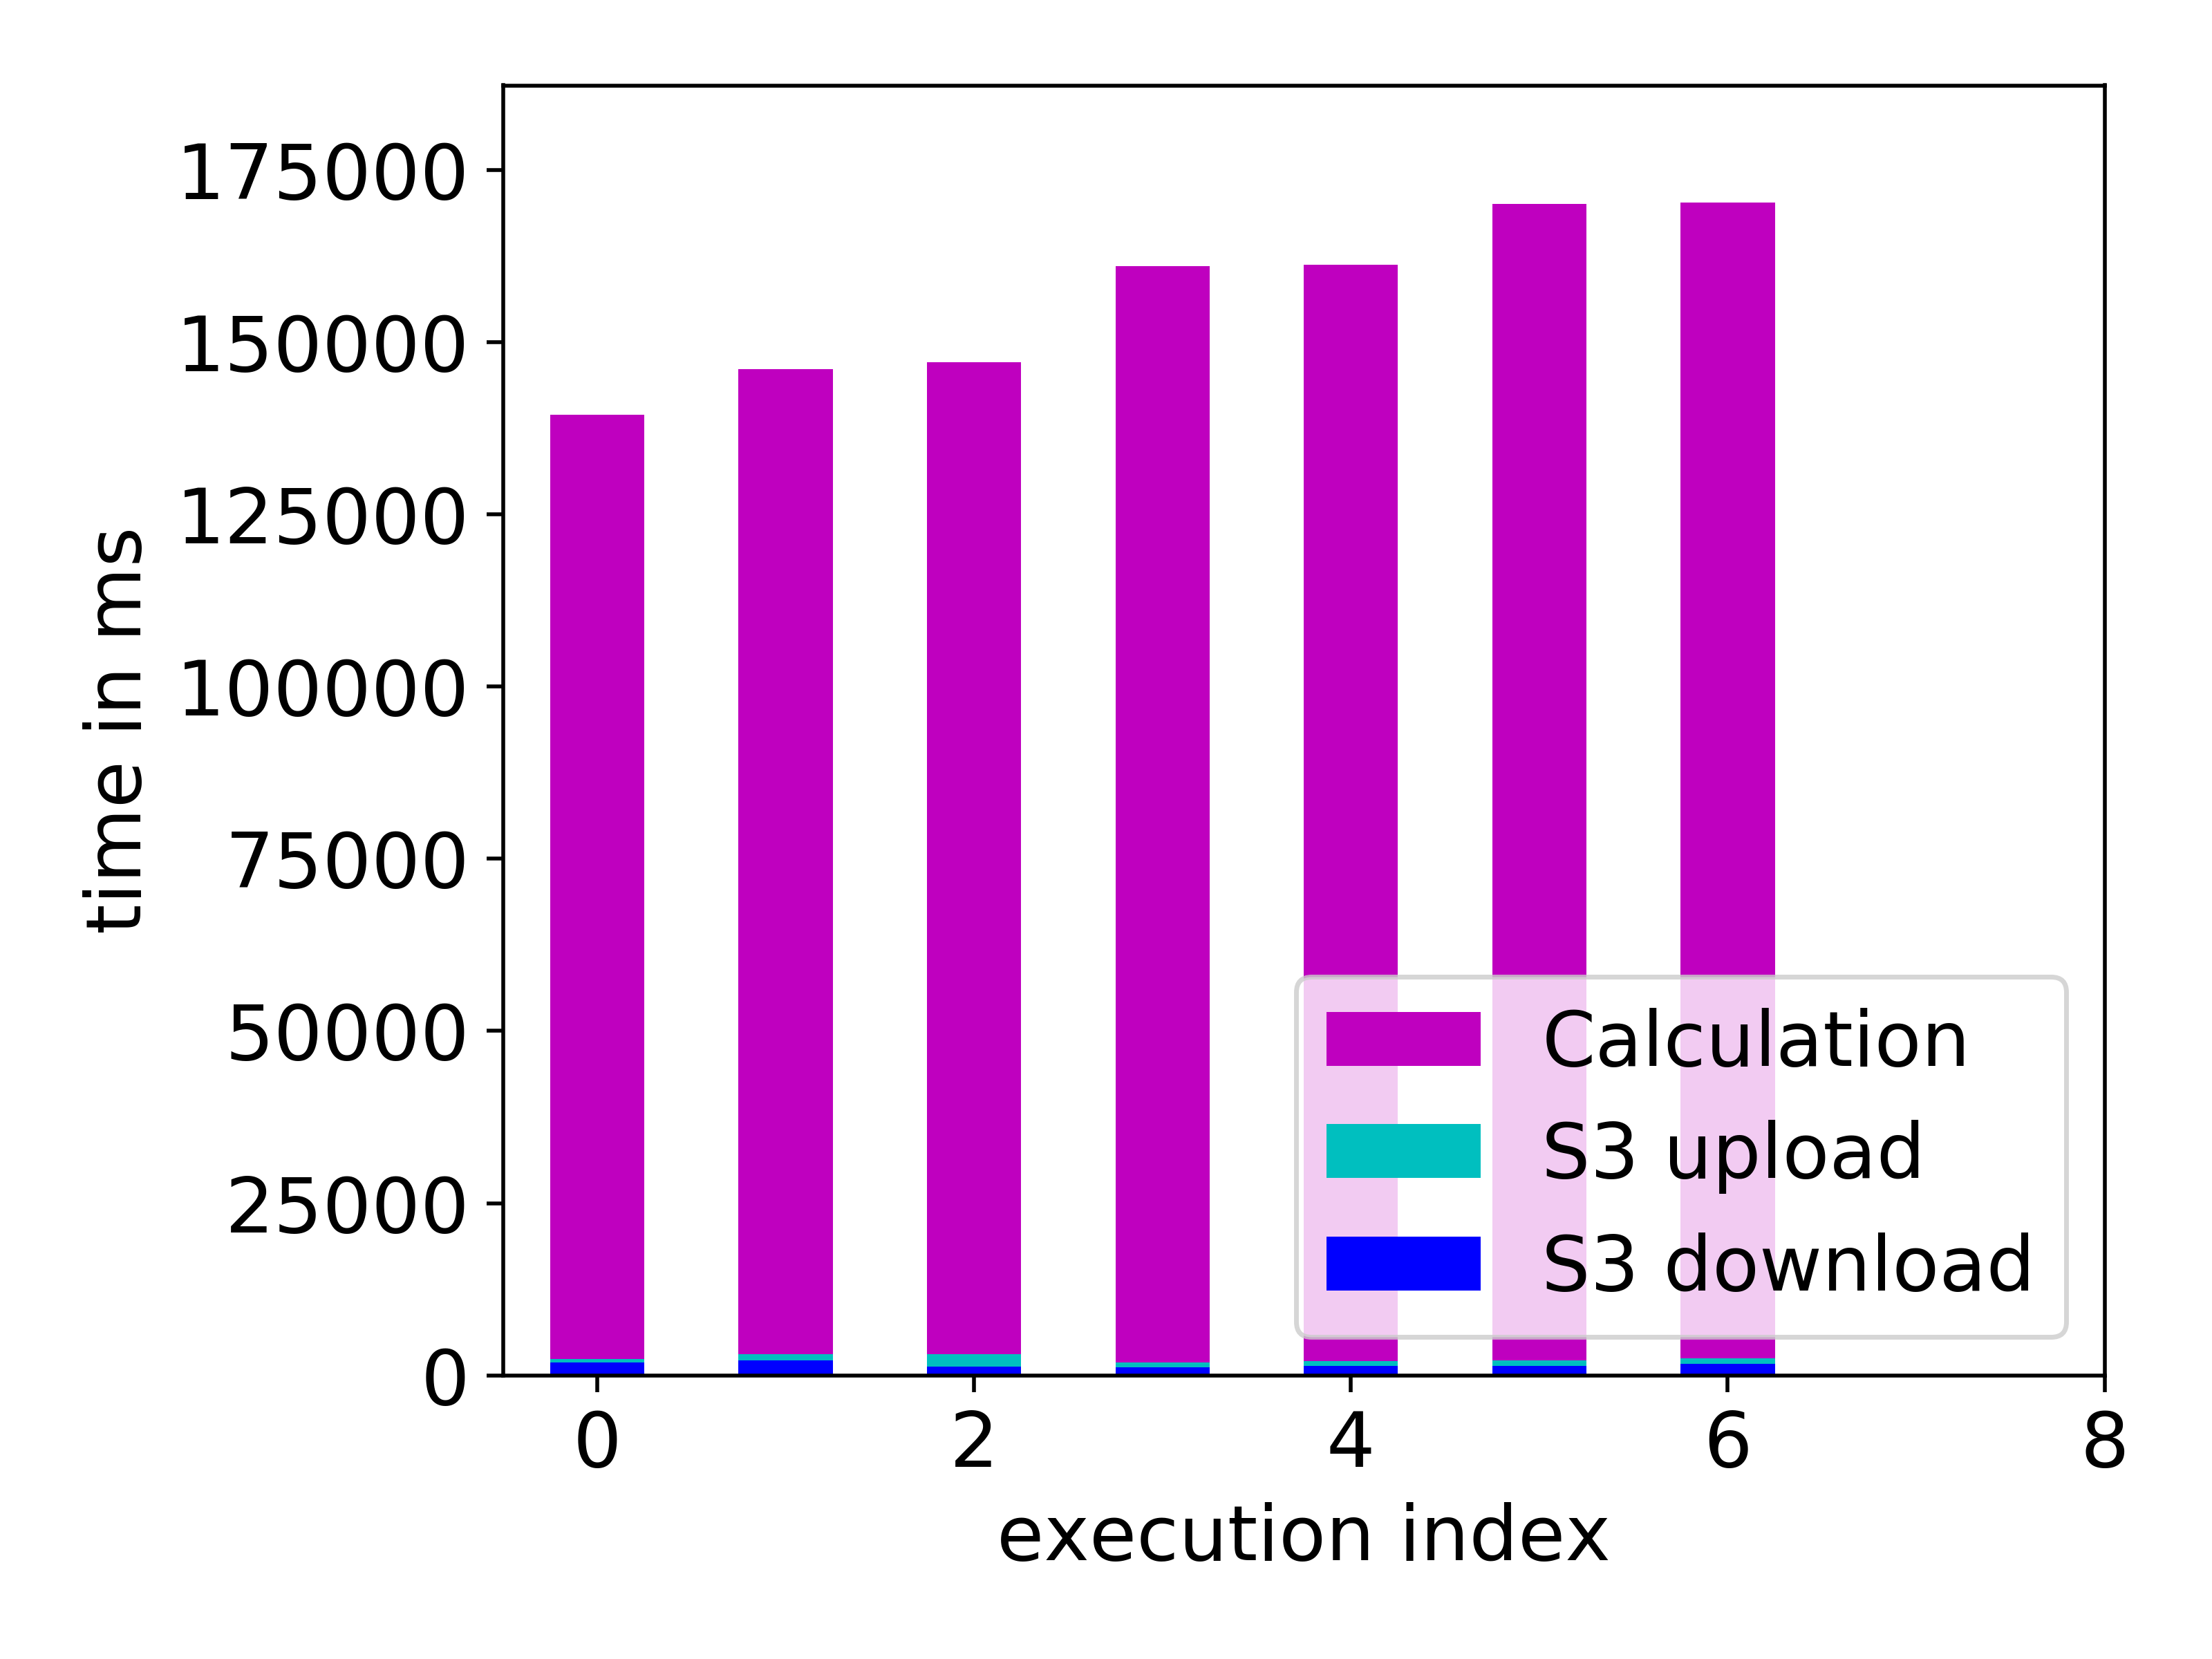 175000
150000
125000
100000
75000
50000
25000
0
time in ms
Calculation
S3 upload
S3 download
0 2 4 6 8
execution index